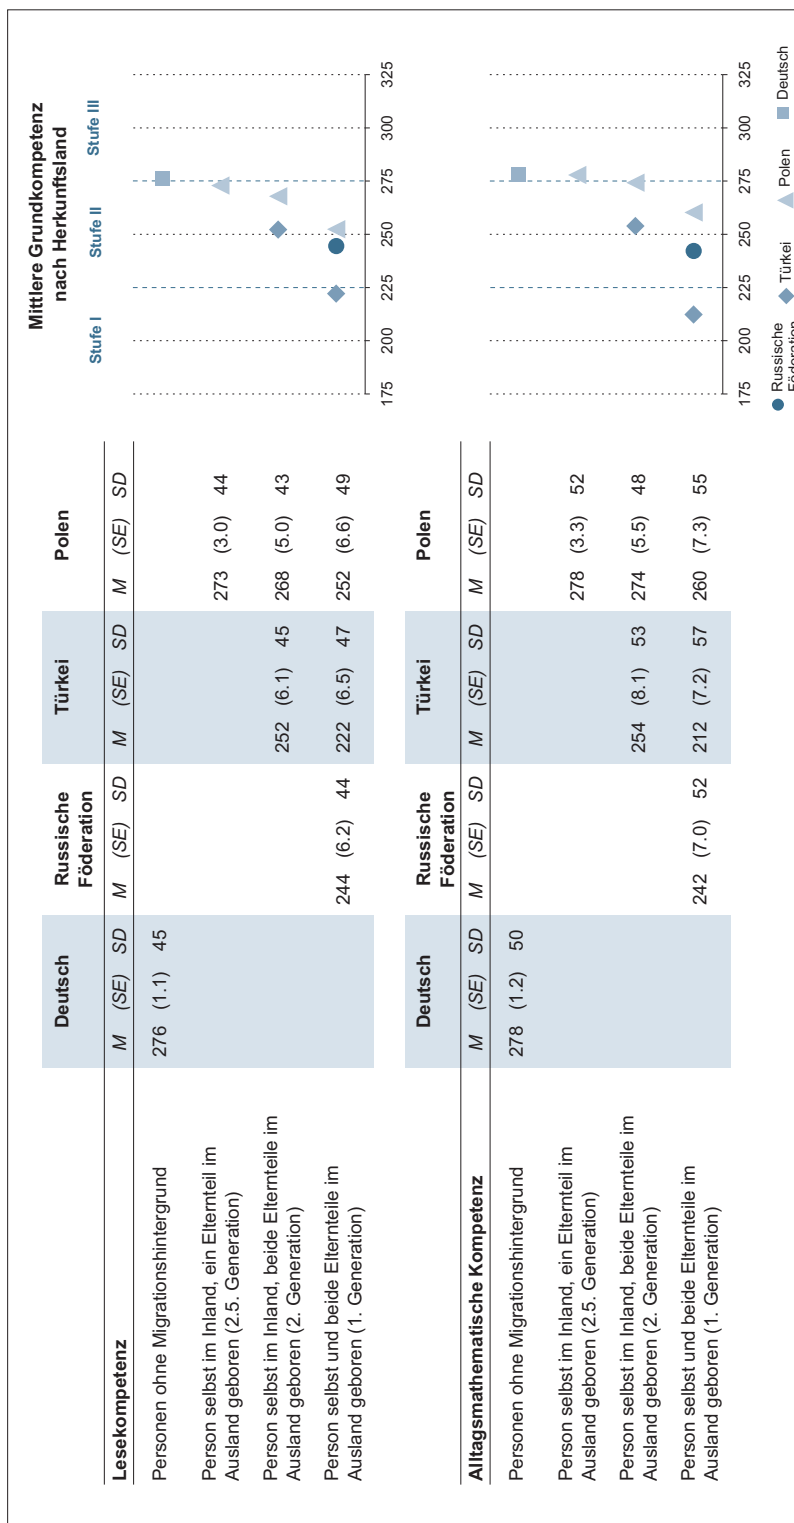 Mittlere Grundkompetenz
nach Herkunftsland
Deutsch Russische Türkei Polen
Föderation
Lesekompetenz M (SE) SD M (SE) SD M (SE) SD M (SE) SD Stufe I Stufe II Stufe III
Personen ohne Migrationshintergrund 276 (1.1) 45
Person selbst im Inland, ein Elternteil im
Ausland geboren (2.5. Generation) 273 (3.0) 44
Person selbst im Inland, beide Elternteile im
Ausland geboren (2. Generation) 252 (6.1) 45 268 (5.0) 43
Person selbst und beide Elternteile im
Ausland geboren (1. Generation) 244 (6.2) 44 222 (6.5) 47 252 (6.6) 49
175 200 225 250 275 300 325
Deutsch Russische Türkei Polen
Föderation
Alltagsmathematische Kompetenz M (SE) SD M (SE) SD M (SE) SD M (SE) SD
Personen ohne Migrationshintergrund 278 (1.2) 50
Person selbst im Inland, ein Elternteil im
Ausland geboren (2.5. Generation) 278 (3.3) 52
Person selbst im Inland, beide Elternteile im
Ausland geboren (2. Generation) 254 (8.1) 53 274 (5.5) 48
Person selbst und beide Elternteile im
Ausland geboren (1. Generation) 242 (7.0) 52 212 (7.2) 57 260 (7.3) 55
175 200 225 250 275 300 325
Russische Türkei Polen Deutsch
Föderation